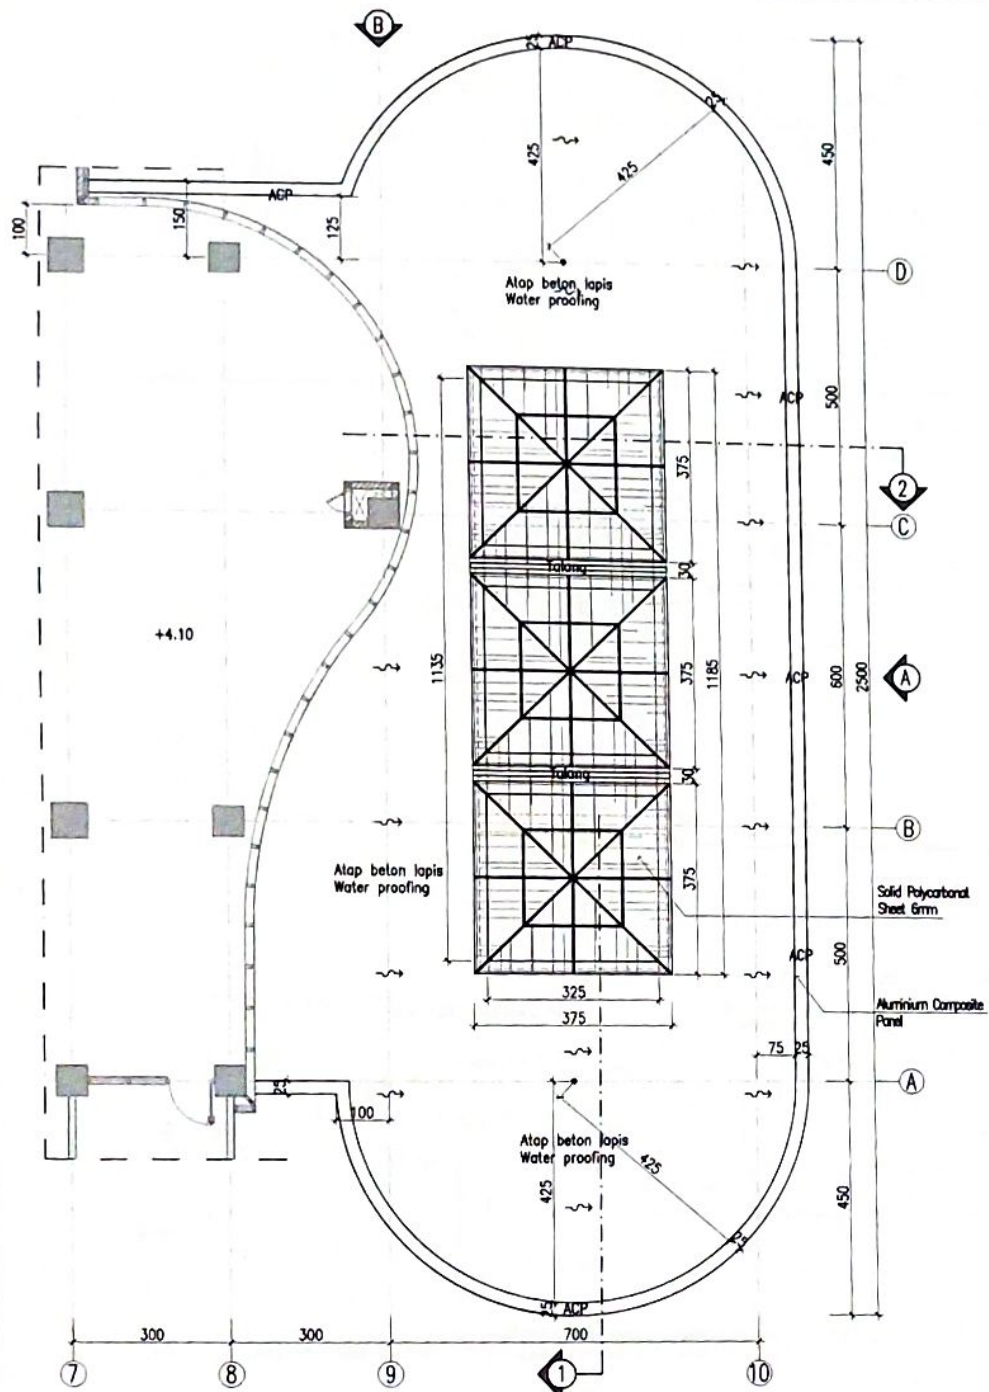 B
25
ACP
25
425
425
450
ACP
150
125
100
D
Atap beton lapis
Water proofing
ACP
500
375
2
C
Talang
30
+4.10
1135
375
1185
ACP
600
2500
A
Talang
30
B
Atap beton lapis
Water proofing
375
Solid Polycarbonat
Sheet 6mm
ACP
500
325
375
Aluminium Composite
Panel
75
25
25
A
100
Atap beton lapis
Water proofing
425
425
450
25
25
ACP
300
300
700
7
8
9
1
10